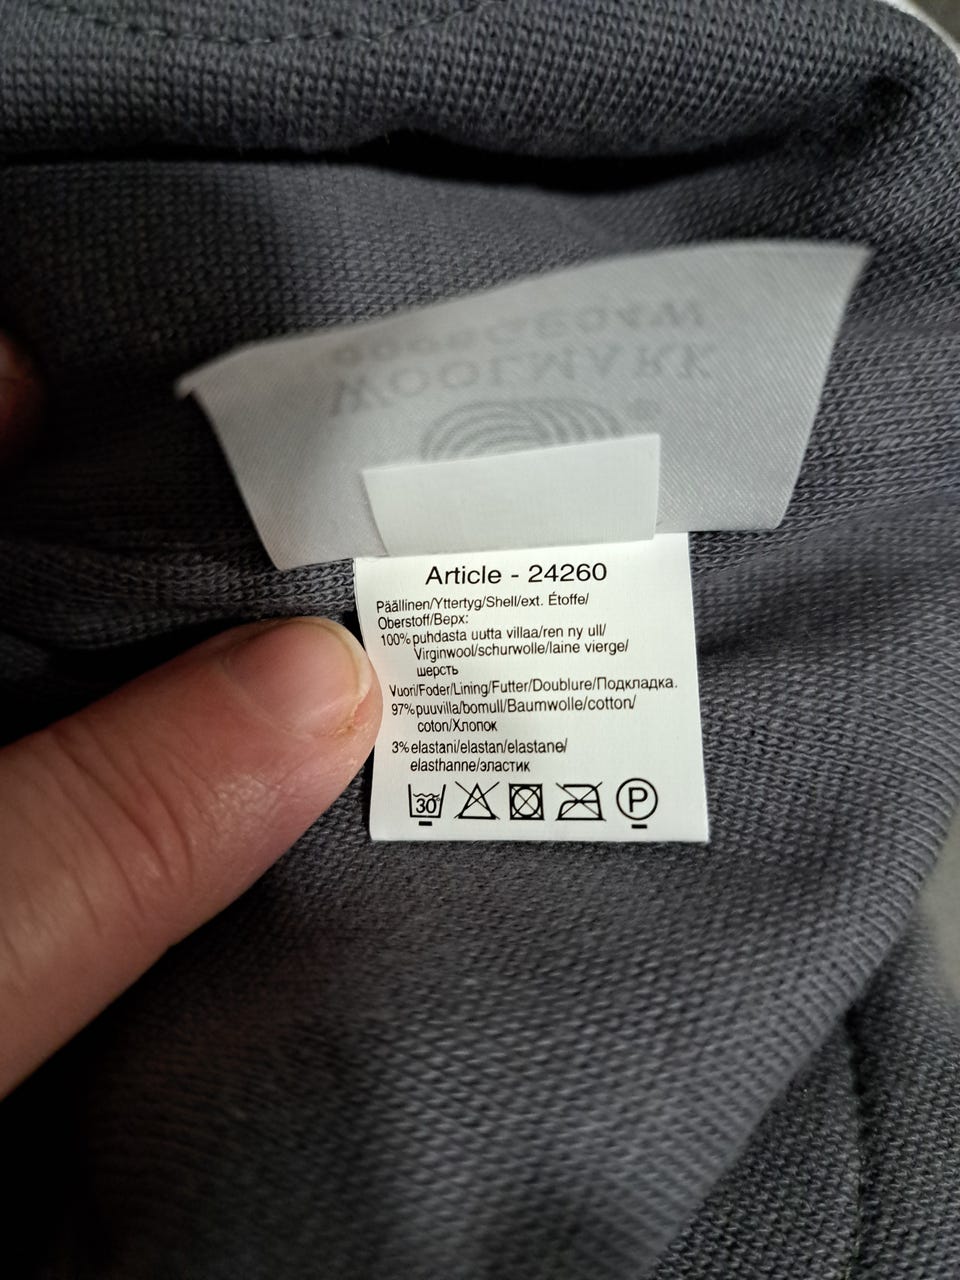 WOOLMARK
Article - 24260
Päällinen/Yttertyg/Shell/ext. Étoffe/
Oberstoff/Верх:
100% puhdasta uutta villaa/ren ny ull/
Virginwool/schurwolle/laine vierge/
шерсть
Vuori/Foder/Lining/Futter/Doublure/Подкладка.
97% puuvilla/bomull/Baumwolle/cotton/
coton/Хлопок
3% elastani/elastan/elastane/
elasthanne/эластик
30 P